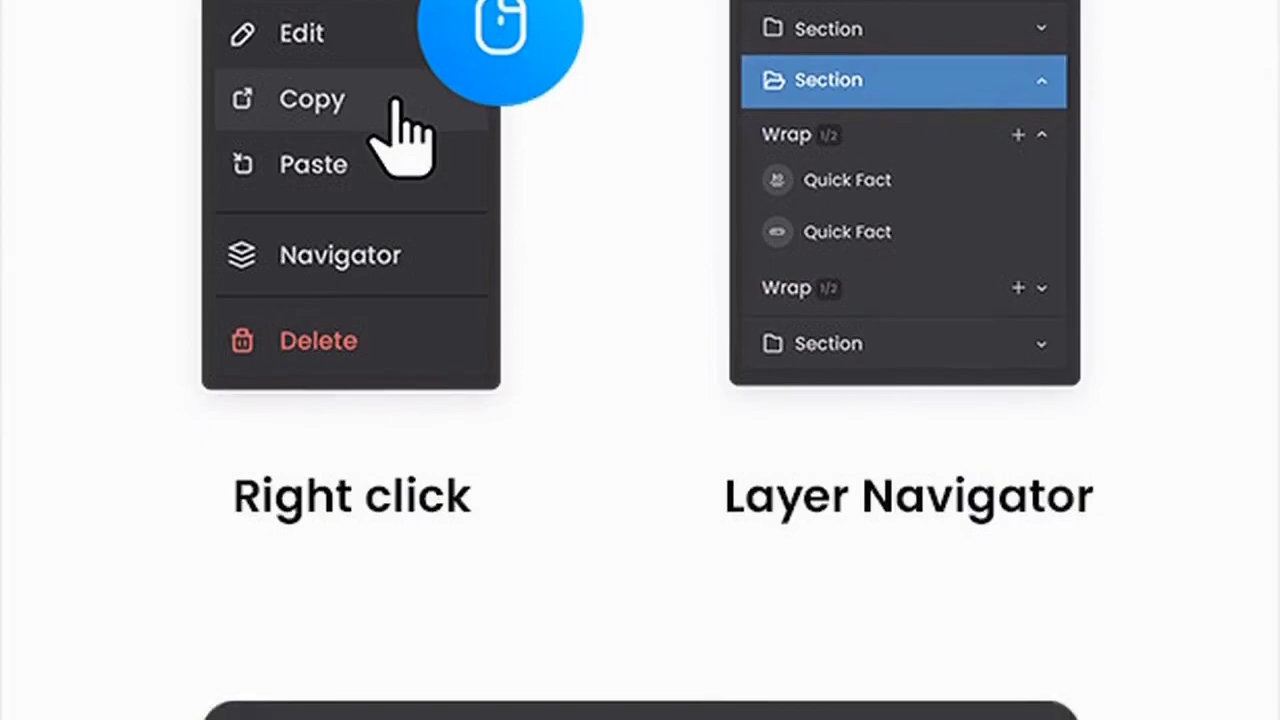 Edit
Copy
Paste
Navigator
Delete
Right click
Section
Section
Wrap 1/2
Quick Fact
Quick Fact
Wrap 1/2
Section
Layer Navigator